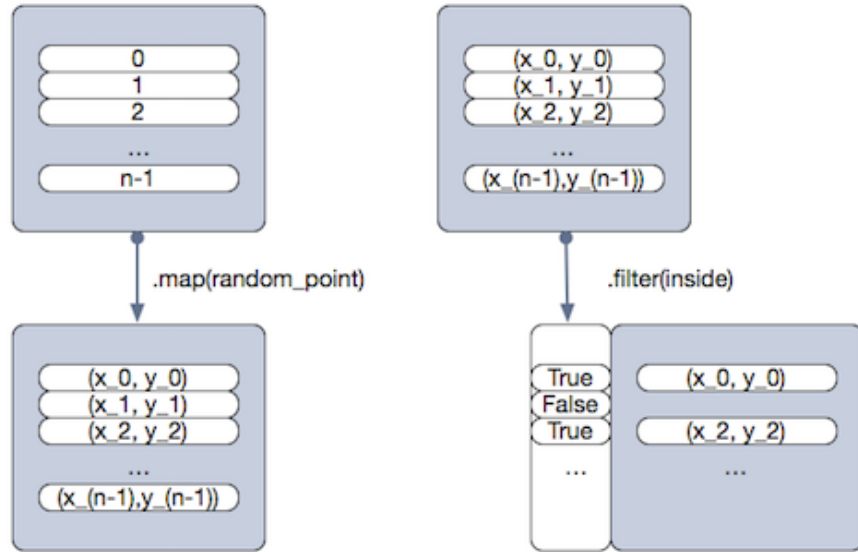 0
1
2
...
n-1
.map(random_point)
(x_0, y_0)
(x_1, y_1)
(x_2, y_2)
...
(x_(n-1),y_(n-1))
(x_0, y_0)
(x_1, y_1)
(x_2, y_2)
...
(x_(n-1),y_(n-1))
.filter(inside)
True (x_0, y_0)
False
True (x_2, y_2)
... ...